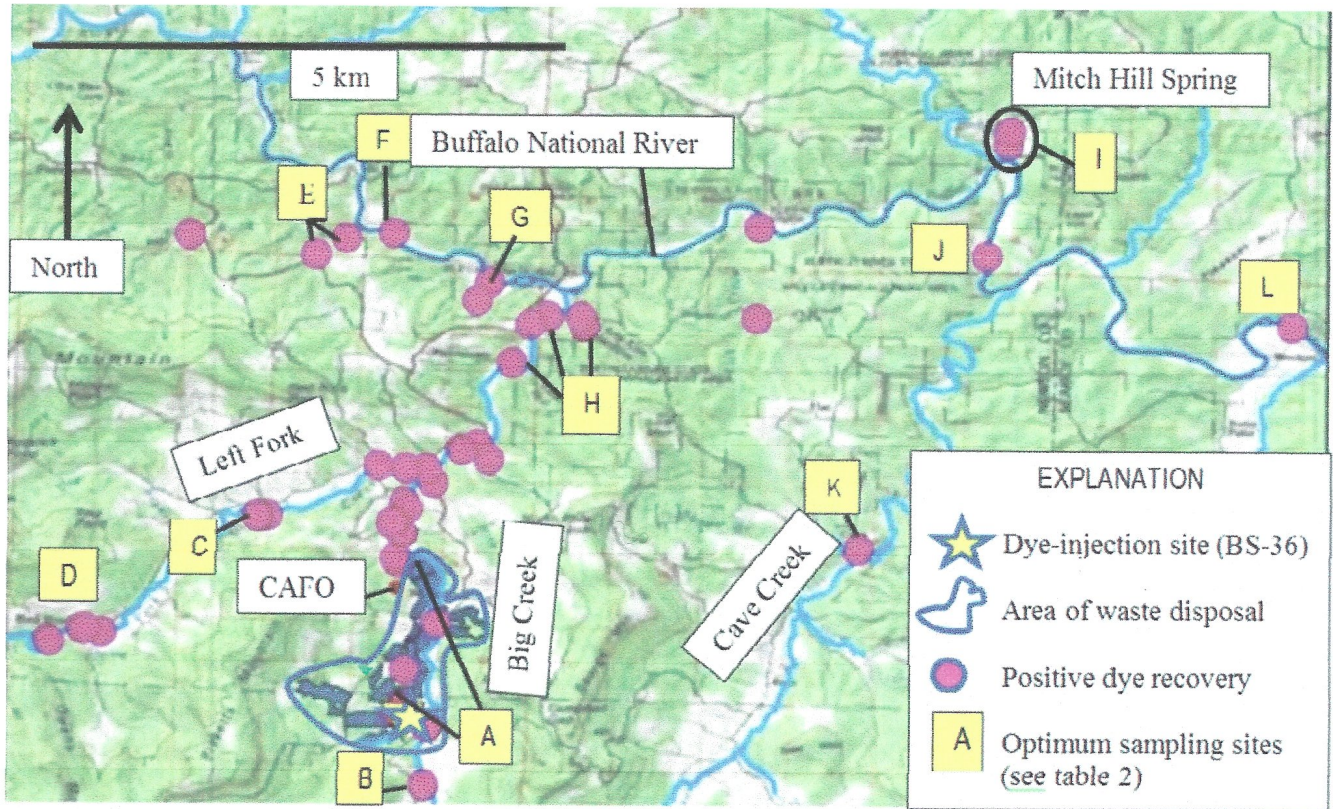 5 km
Mitch Hill Spring
F
Buffalo National River
I
E
G
North
J
L
Mountain
H
Left Fork
EXPLANATION
K
Dye-injection site (BS-36)
C
D
CAFO
Big Creek
Cave Creek
Area of waste disposal
Positive dye recovery
A
A
Optimum sampling sites
(see table 2)
B